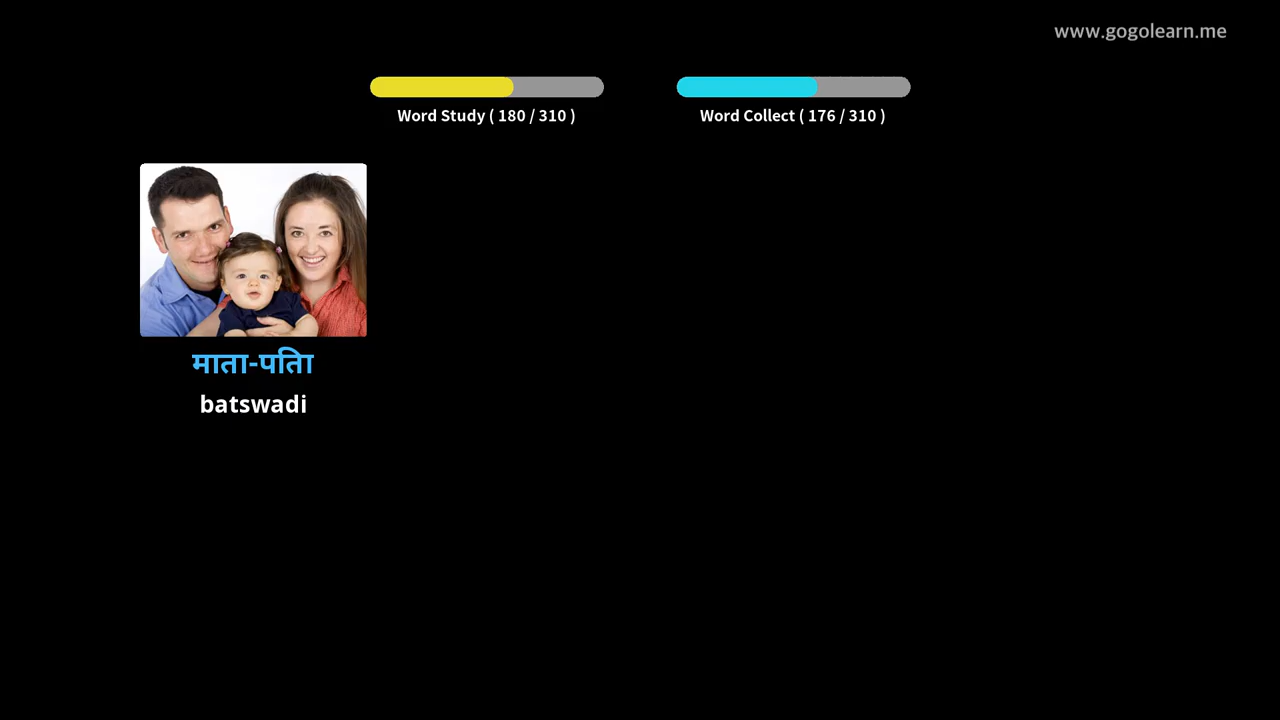 www.gogolearn.me
Word Study ( 180 / 310 )
Word Collect ( 176 / 310 )
माता-पिता
batswadi